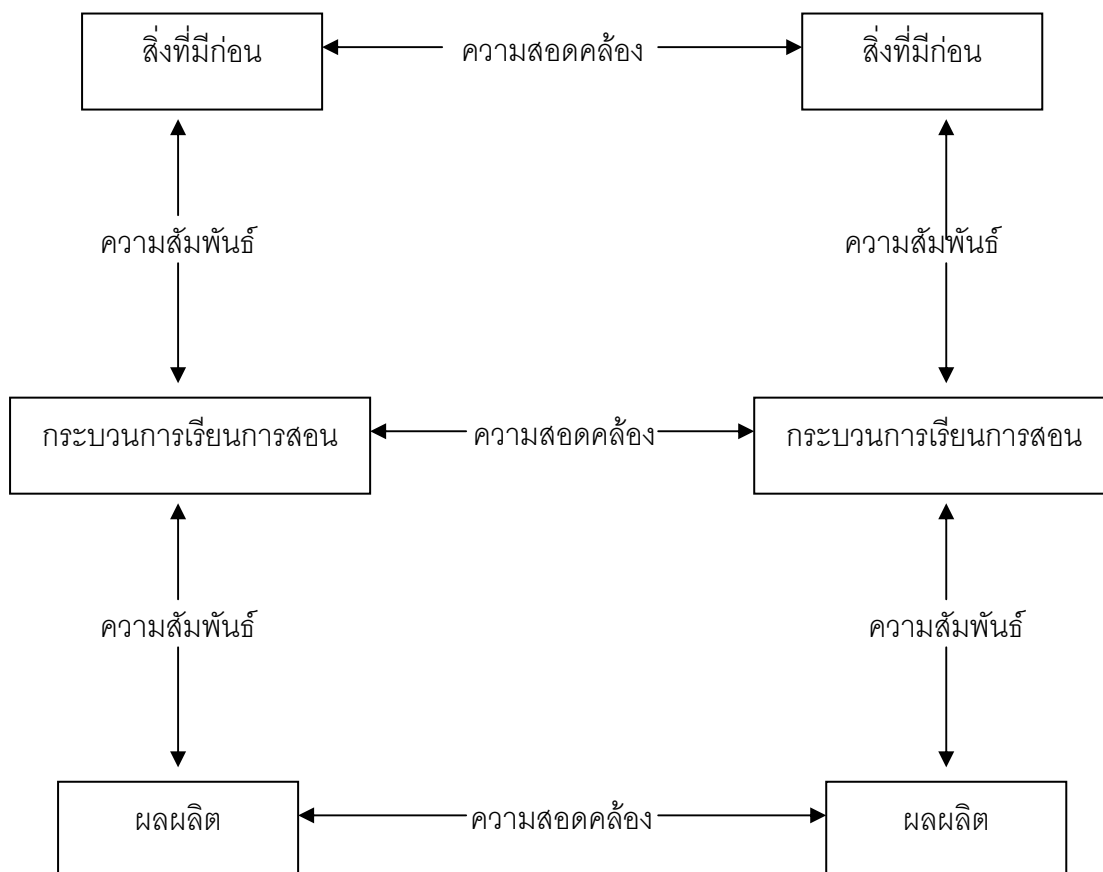 สิ่งที่มีก่อน ความสอดคล้อง สิ่งที่มีก่อน
ความสัมพันธ์ ความสัมพันธ์
กระบวนการเรียนการสอน ความสอดคล้อง กระบวนการเรียนการสอน
ความสัมพันธ์ ความสัมพันธ์
ผลผลิต ความสอดคล้อง ผลผลิต